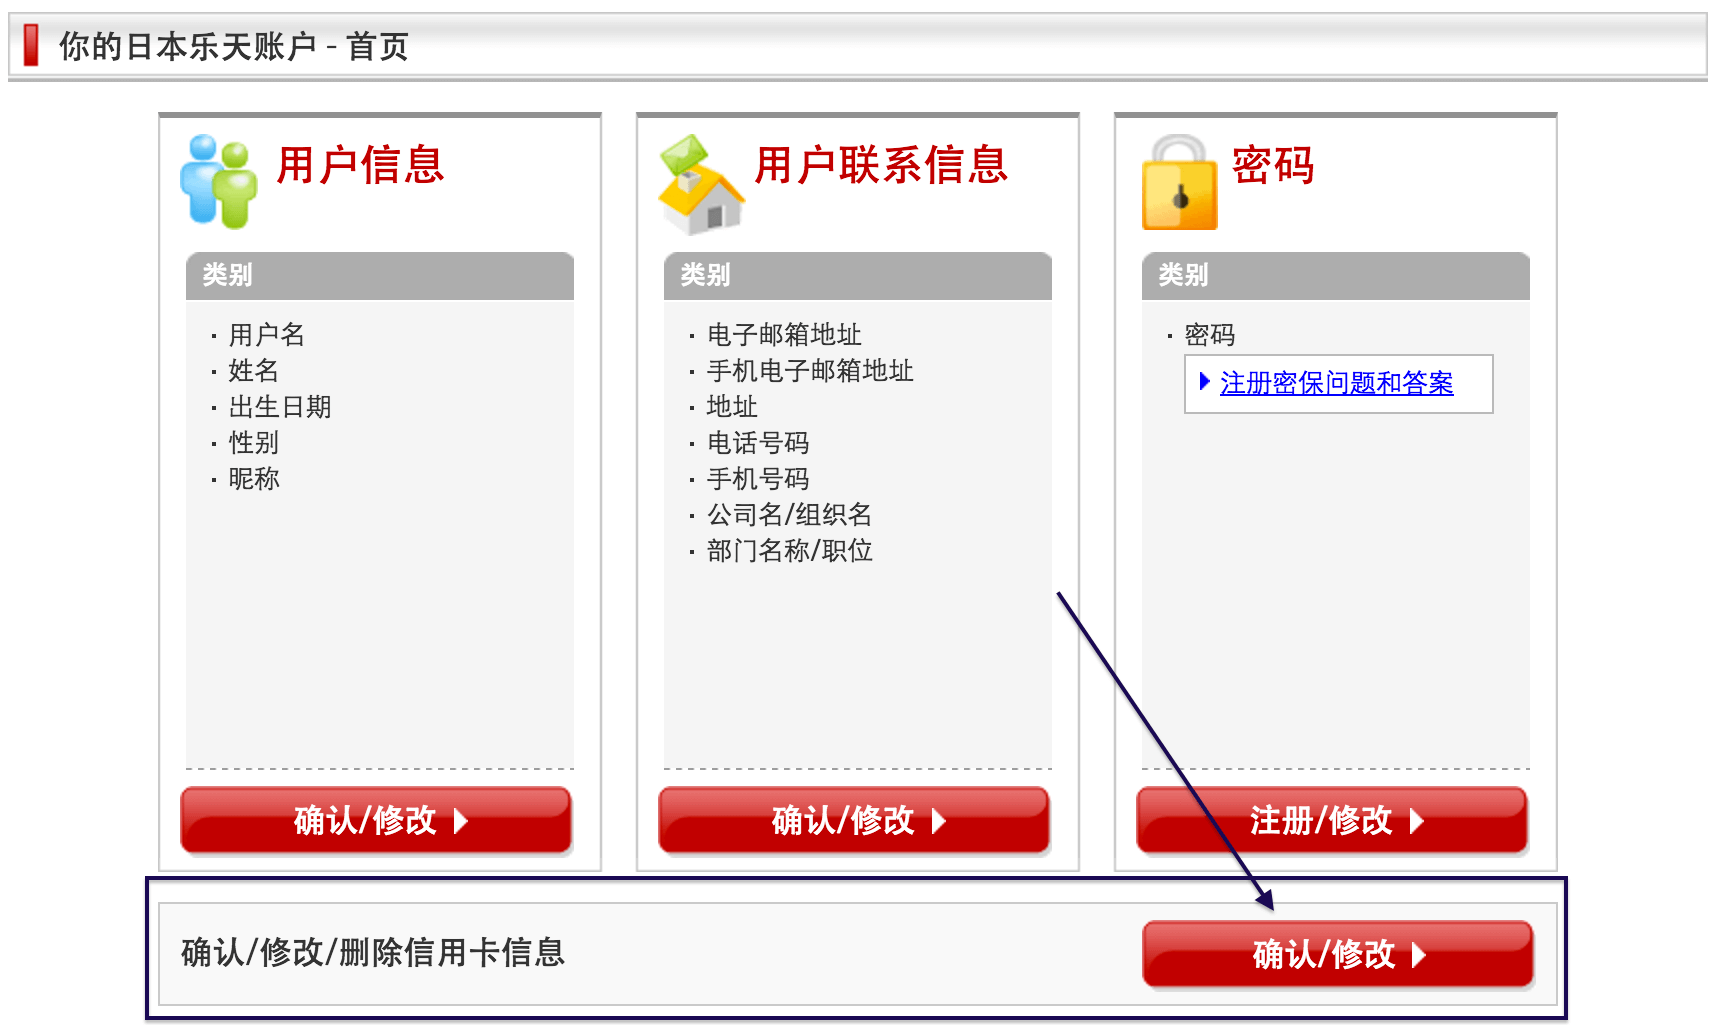 你的日本乐天账户 - 首页
用户信息
类别
· 用户名
· 姓名
· 出生日期
· 性别
· 昵称
确认/修改
用户联系信息
类别
· 电子邮箱地址
· 手机电子邮箱地址
· 地址
· 电话号码
· 手机号码
· 公司名/组织名
· 部门名称/职位
确认/修改
密码
类别
· 密码
注册密保问题和答案
注册/修改
确认/修改/删除信用卡信息
确认/修改